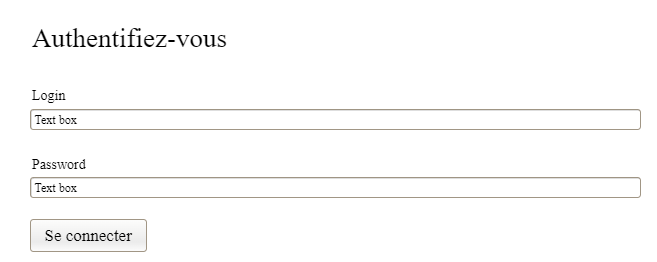 Authentifiez-vous
Login
Text box
Password
Text box
Se connecter